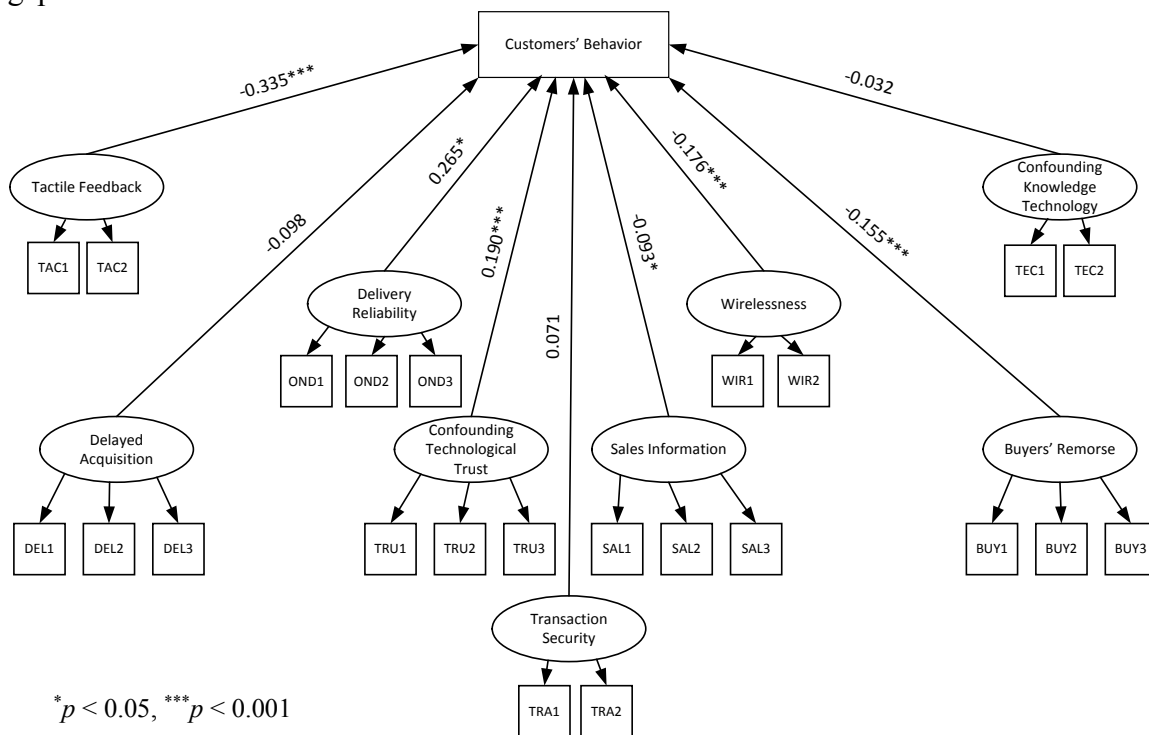 Customers' Behavior
-0.335***
-0.032
0.265*
-0.176***
-0.098
0.190***
-0.093*
-0.155***
0.071
Tactile Feedback
Confounding
Knowledge
Technology
TAC1 TAC2
TEC1 TEC2
Delivery
Reliability
Wirelessness
OND1 OND2 OND3
WIR1 WIR2
Delayed
Acquisition
Confounding
Technological
Trust
Sales Information
Buyers' Remorse
DEL1 DEL2 DEL3
TRU1 TRU2 TRU3
SAL1 SAL2 SAL3
BUY1 BUY2 BUY3
Transaction
Security
TRA1 TRA2
*p < 0.05, ***p < 0.001